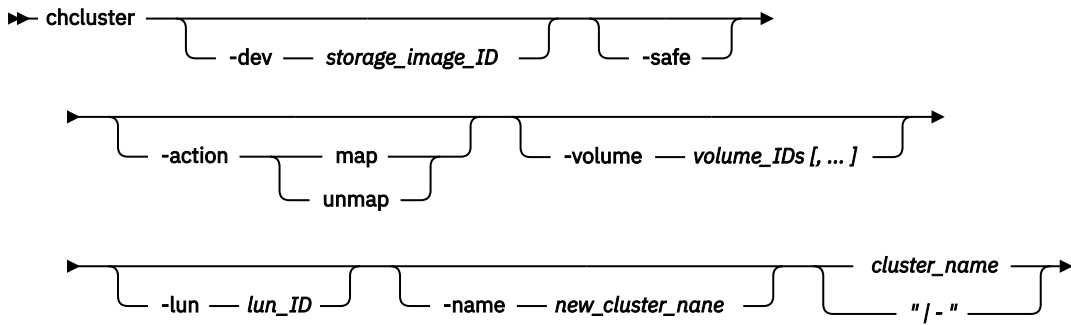 chcluster
-dev storage_image_ID -safe
-action map -volume volume_IDs [, ... ]
unmap
cluster_name
-lun lun_ID -name new_cluster_nane
" | - "